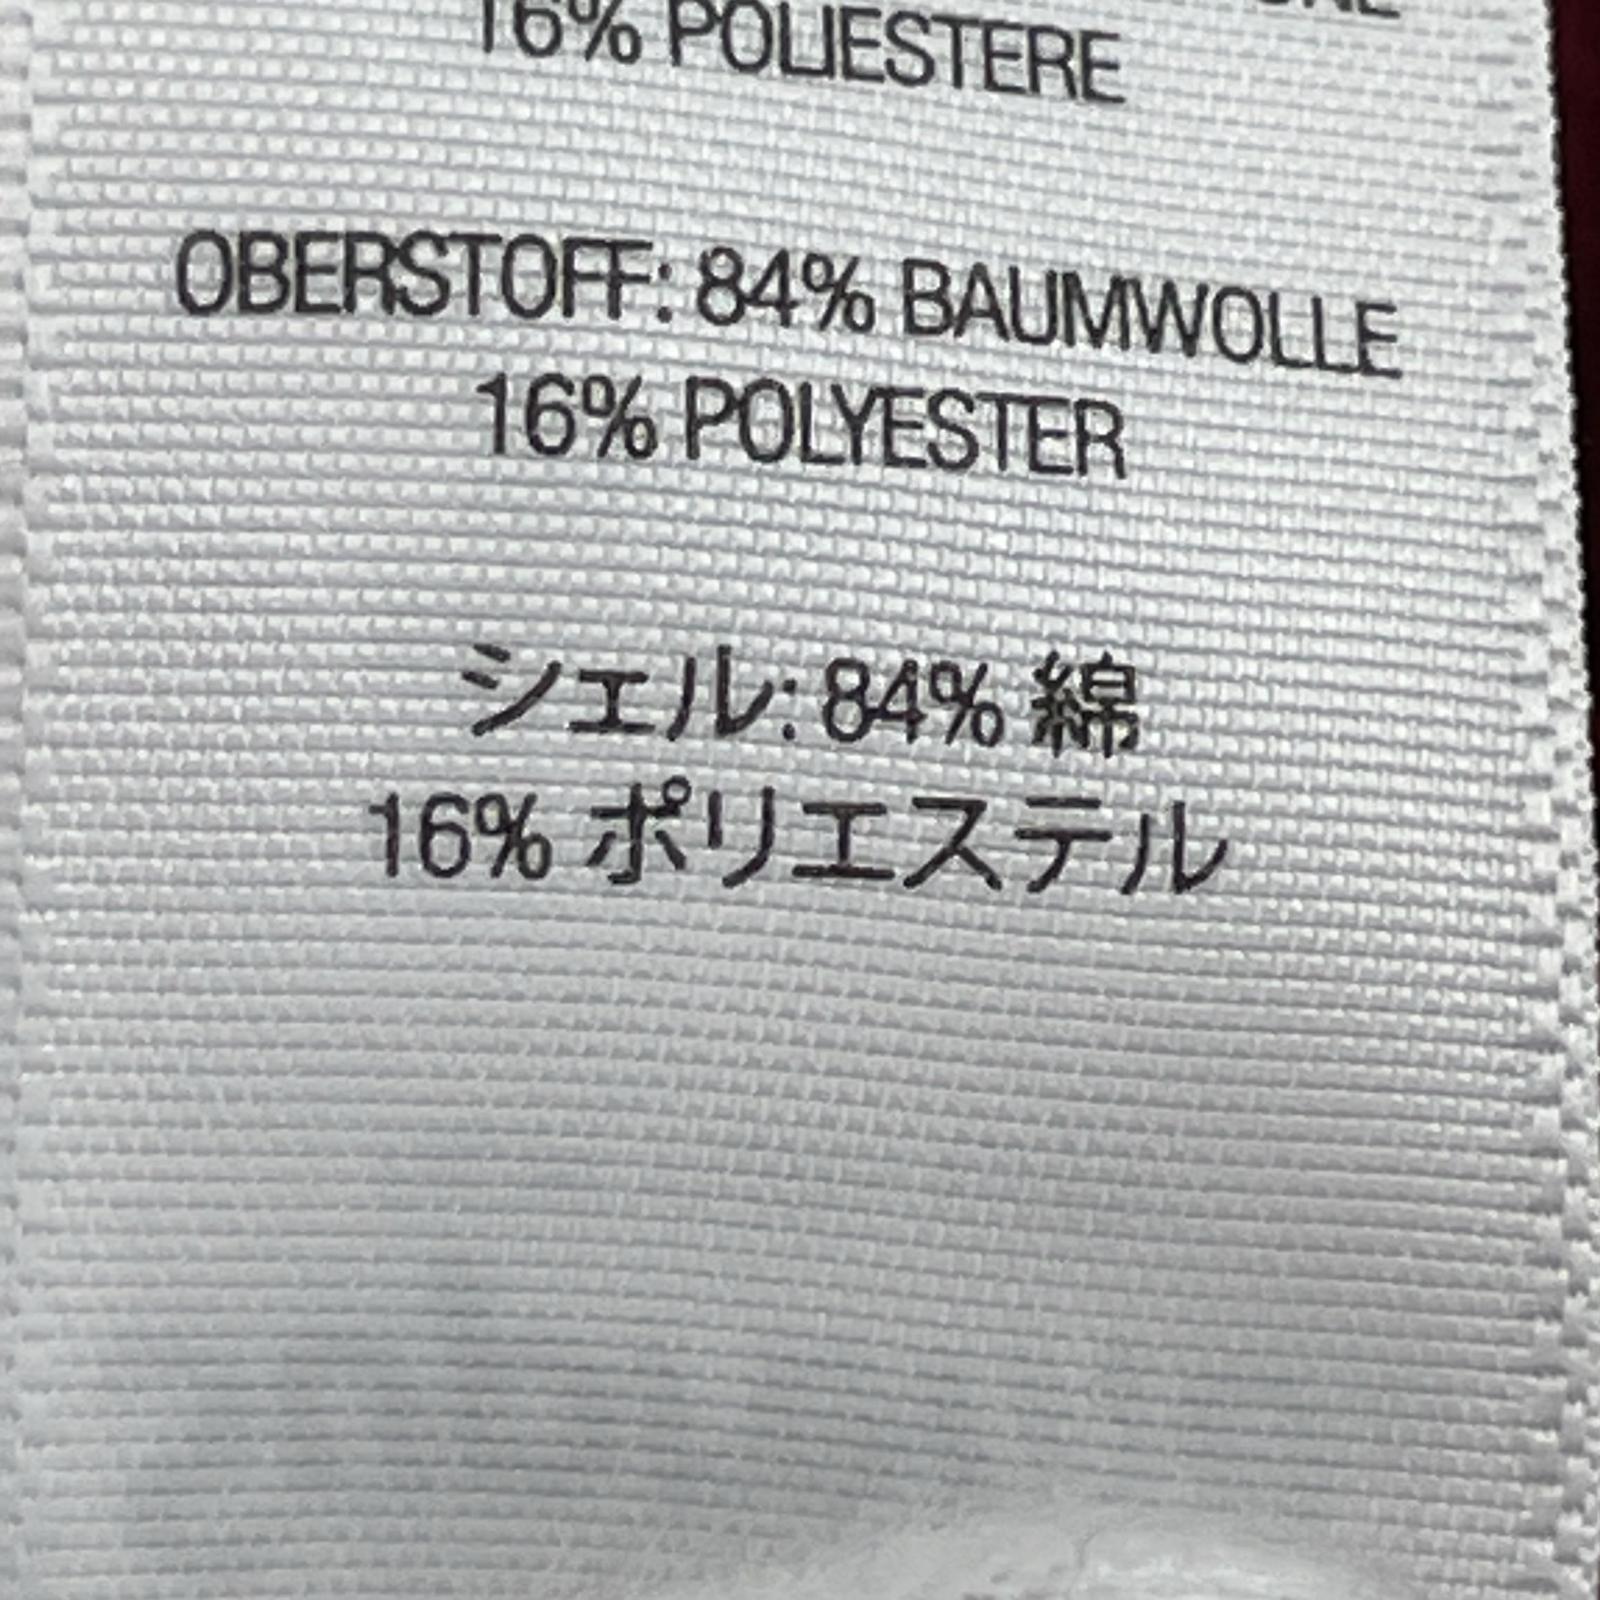 16% POLIESTERE
OBERSTOFF: 84% BAUMWOLLE
16% POLYESTER
シェル: 84% 綿
16% ポリエステル